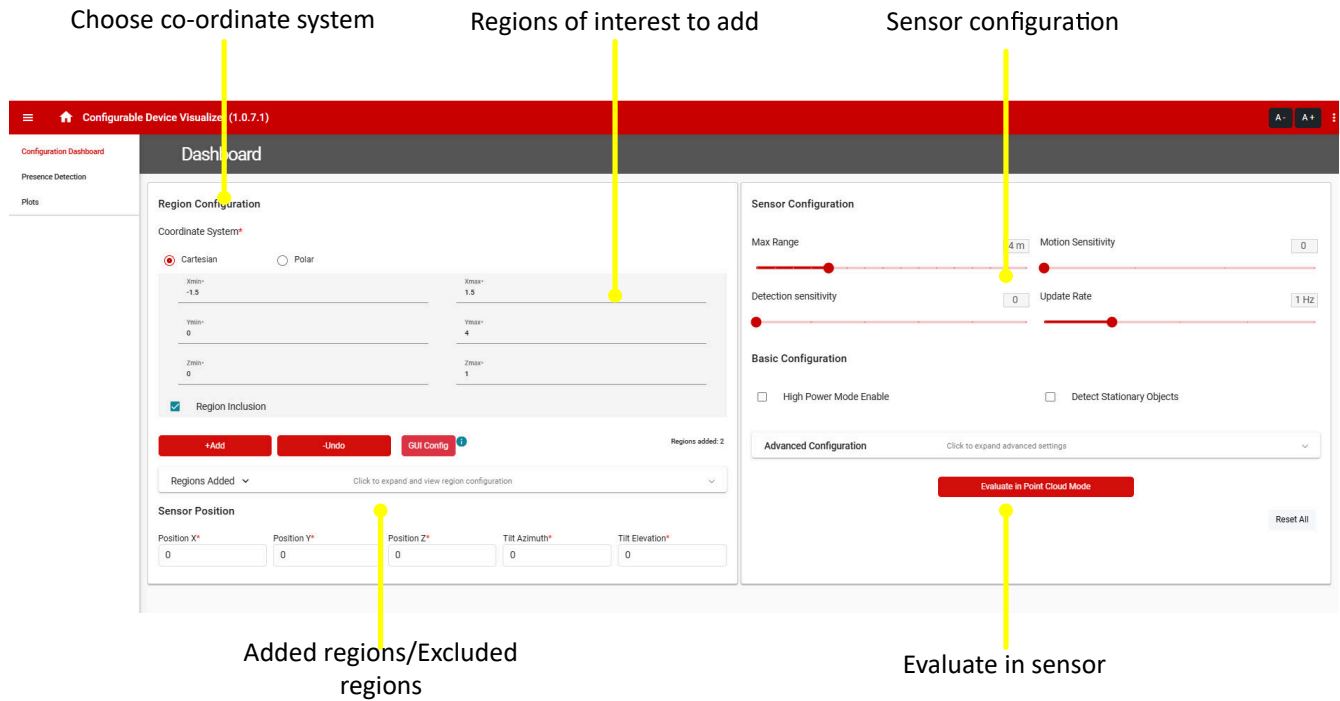 Choose co-ordinate system
Regions of interest to add
Sensor configuration
Configurable Device Visualizer (1.0.7.1)
A-
A+
Configuration Dashboard
Presence Detection
Plots
Dashboard
Region Configuration
Coordinate System*
Cartesian
Polar
Xmin*
-1.5
Xmax*
1.5
Ymin*
0
Ymax*
4
Zmin*
0
Zmax*
1
Region Inclusion
+Add
-Undo
GUI Config
i
Regions added: 2
Regions Added
Click to expand and view region configuration
Sensor Position
Position X*
Position Y*
Position Z*
Tilt Azimuth*
Tilt Elevation*
0
0
0
0
0
Sensor Configuration
Max Range
4 m
Motion Sensitivity
0
Detection sensitivity
0
Update Rate
1 Hz
Basic Configuration
High Power Mode Enable
Detect Stationary Objects
Advanced Configuration
Click to expand advanced settings
Evaluate in Point Cloud Mode
Reset All
Added regions/Excluded
regions
Evaluate in sensor